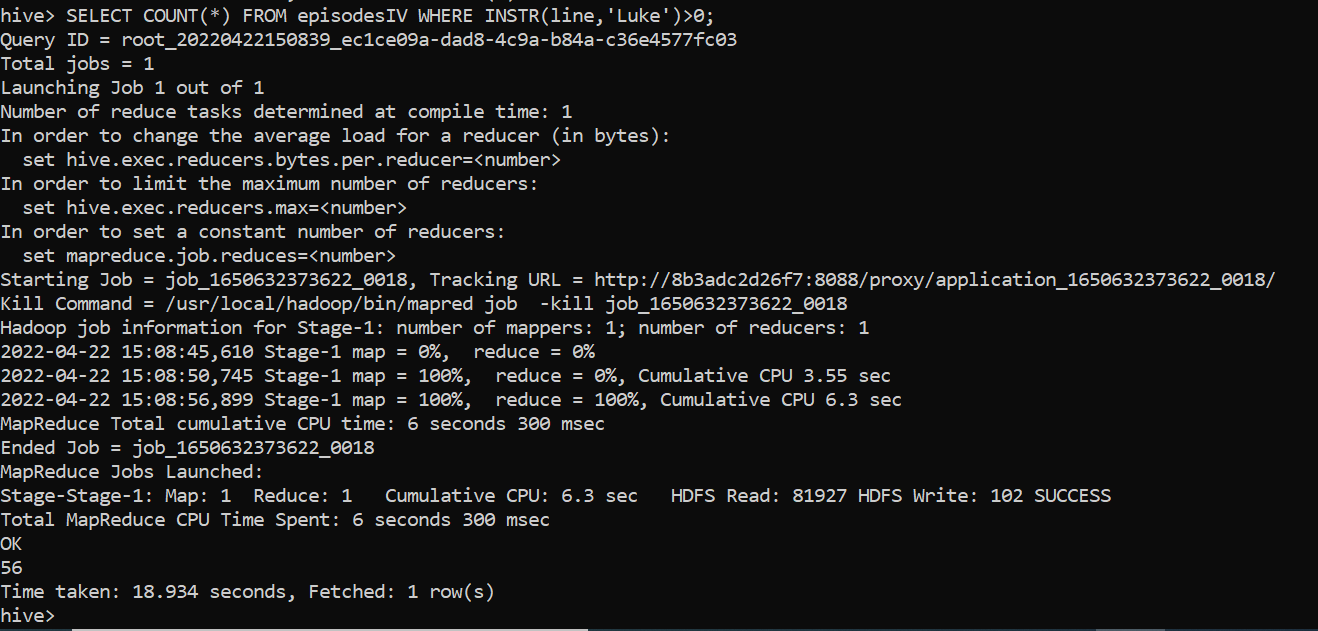 hive> SELECT COUNT(*) FROM episodesIV WHERE INSTR(line,'Luke')>0;
Query ID = root_20220422150839_ec1ce09a-dad8-4c9a-b84a-c36e4577fc03
Total jobs = 1
Launching Job 1 out of 1
Number of reduce tasks determined at compile time: 1
In order to change the average load for a reducer (in bytes):
  set hive.exec.reducers.bytes.per.reducer=<number>
In order to limit the maximum number of reducers:
  set hive.exec.reducers.max=<number>
In order to set a constant number of reducers:
  set mapreduce.job.reduces=<number>
Starting Job = job_1650632373622_0018, Tracking URL = http://8b3adc2d26f7:8088/proxy/application_1650632373622_0018/
Kill Command = /usr/local/hadoop/bin/mapred job  -kill job_1650632373622_0018
Hadoop job information for Stage-1: number of mappers: 1; number of reducers: 1
2022-04-22 15:08:45,610 Stage-1 map = 0%,  reduce = 0%
2022-04-22 15:08:50,745 Stage-1 map = 100%,  reduce = 0%, Cumulative CPU 3.55 sec
2022-04-22 15:08:56,899 Stage-1 map = 100%,  reduce = 100%, Cumulative CPU 6.3 sec
MapReduce Total cumulative CPU time: 6 seconds 300 msec
Ended Job = job_1650632373622_0018
MapReduce Jobs Launched:
Stage-Stage-1: Map: 1  Reduce: 1   Cumulative CPU: 6.3 sec   HDFS Read: 81927 HDFS Write: 102 SUCCESS
Total MapReduce CPU Time Spent: 6 seconds 300 msec
OK
56
Time taken: 18.934 seconds, Fetched: 1 row(s)
hive>